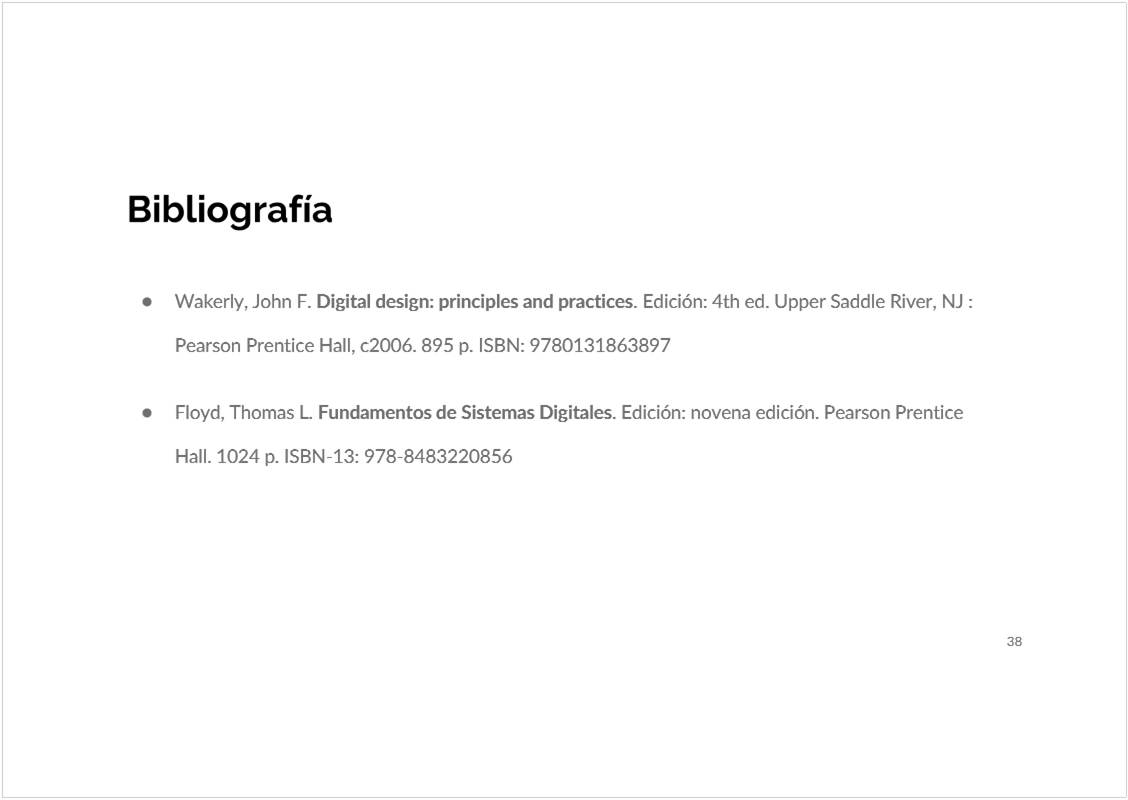 Bibliografía
● Wakerly, John F. Digital design: principles and practices. Edición: 4th ed. Upper Saddle River, NJ :
Pearson Prentice Hall, c2006. 895 p. ISBN: 9780131863897
● Floyd, Thomas L. Fundamentos de Sistemas Digitales. Edición: novena edición. Pearson Prentice
Hall. 1024 p. ISBN-13: 978-8483220856
38